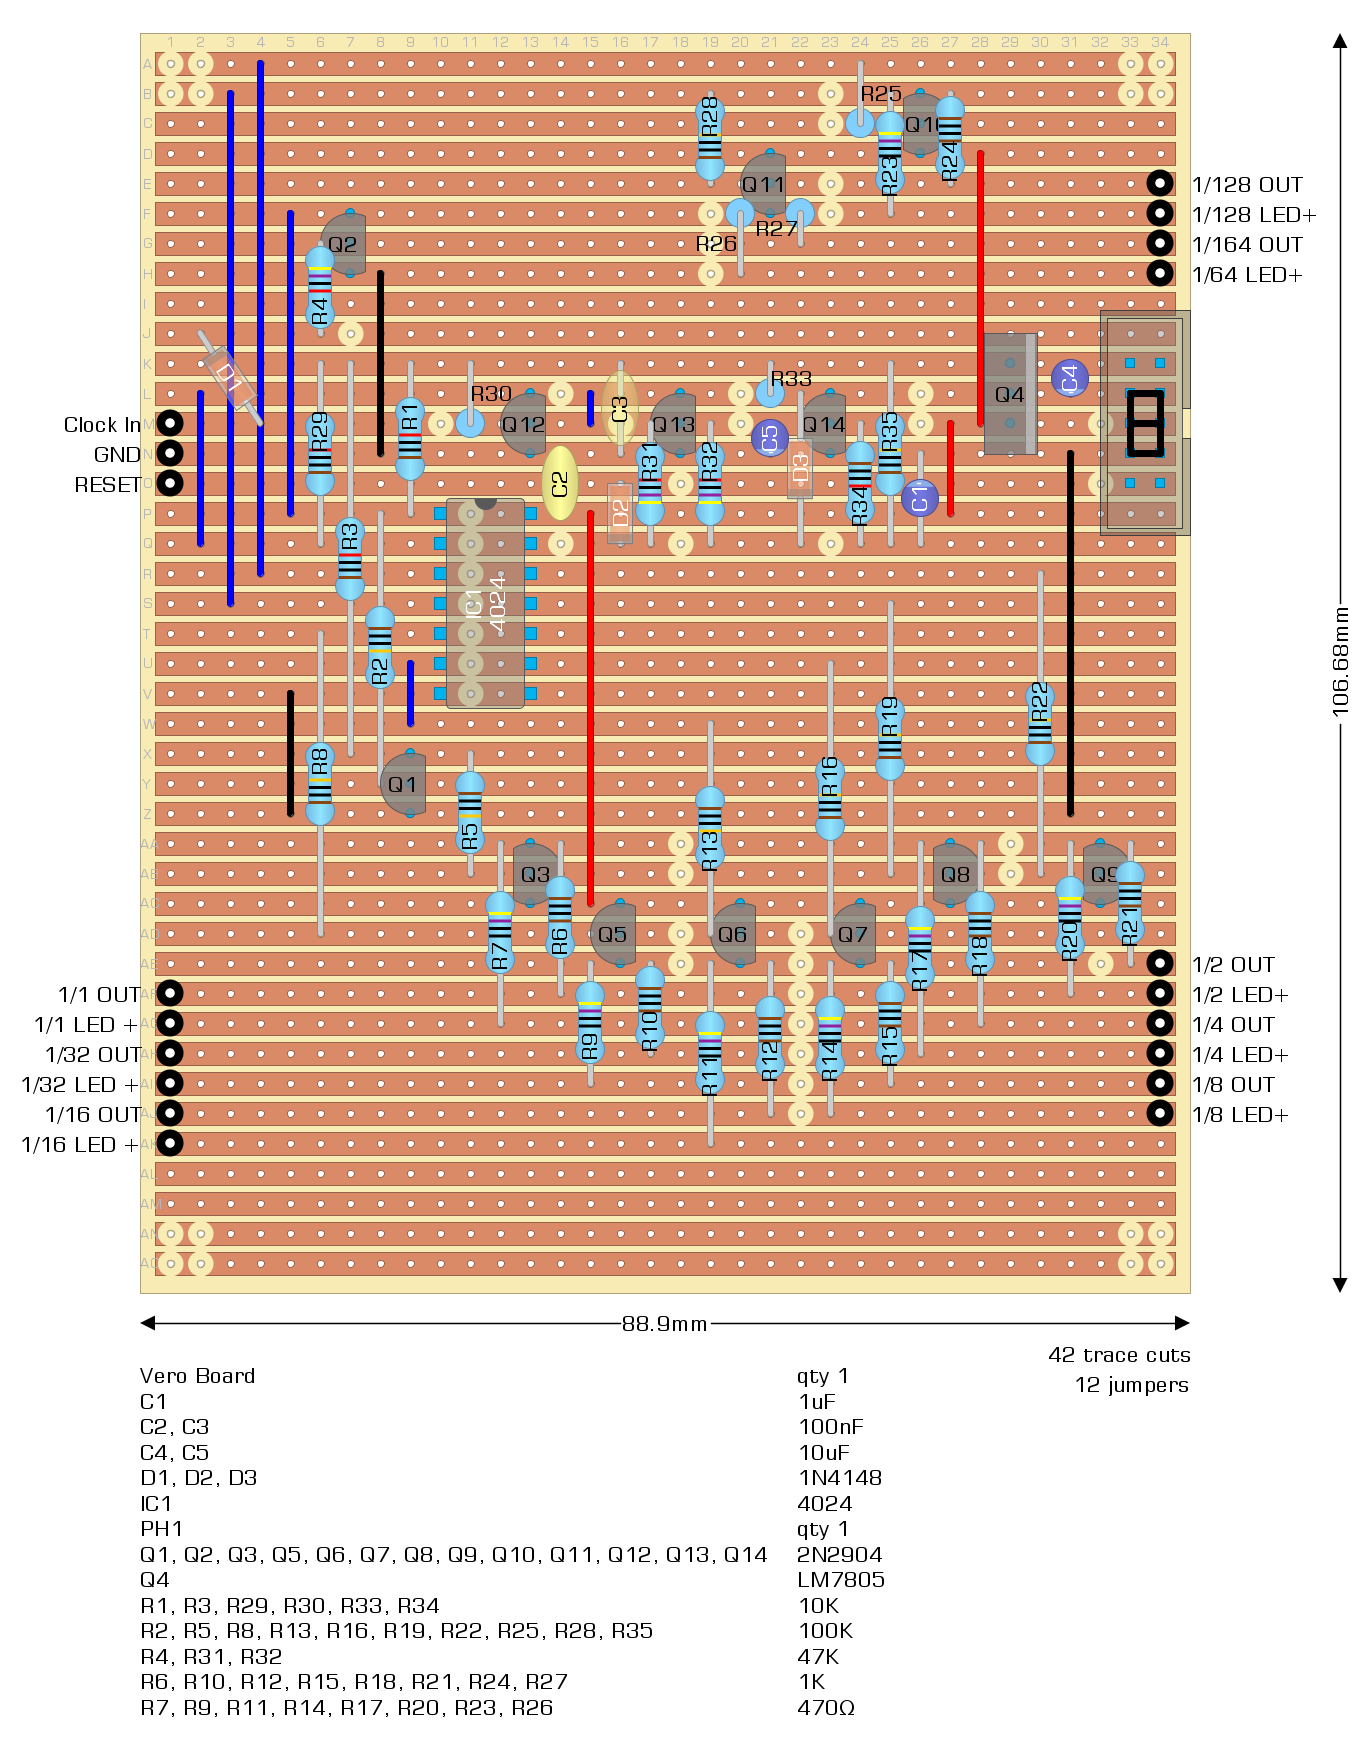 1 2 3 4 5 6 7 8 9 10 11 12 13 14 15 16 17 18 19 20 21 22 23 24 25 26 27 28 29 30 31 32 33 34
A
B
R28
R25
C
Q10
D
R24
R23
E
Q11
1/128 OUT
F
1/128 LED+
R27
G
Q2
R26
1/164 OUT
H
1/64 LED+
I
R4
J
K
D1
R33
C4
L
R30
Q4
C3
Clock In
M
R29
R1
Q12
Q13
Q14
R35
C5
GND
N
R31
R32
D3
RESET
O
C2
C1
R34
P
D2
R3
Q
R
IC1
4024
S
T
R2
U
V
R22
W
R19
X
R8
R16
Y
Q1
Z
R5
R13
AA
AB
Q3
Q8
Q9
AC
R21
AD
R7
R6
Q5
Q6
Q7
R20
R18
AE
R17
1/2 OUT
1/1 OUT
AF
1/2 LED+
1/1 LED +
AG
R10
1/4 OUT
1/32 OUT
AH
R9
R12
R14
R15
1/4 LED+
1/32 LED +
AI
R11
1/8 OUT
1/16 OUT
AJ
1/8 LED+
1/16 LED +
AK
AL
AM
AN
AO
106.68mm
88.9mm
42 trace cuts
12 jumpers
Vero Board qty 1
C1 1uF
C2, C3 100nF
C4, C5 10uF
D1, D2, D3 1N4148
IC1 4024
PH1 qty 1
Q1, Q2, Q3, Q5, Q6, Q7, Q8, Q9, Q10, Q11, Q12, Q13, Q14 2N2904
Q4 LM7805
R1, R3, R29, R30, R33, R34 10K
R2, R5, R8, R13, R16, R19, R22, R25, R28, R35 100K
R4, R31, R32 47K
R6, R10, R12, R15, R18, R21, R24, R27 1K
R7, R9, R11, R14, R17, R20, R23, R26 470Ω